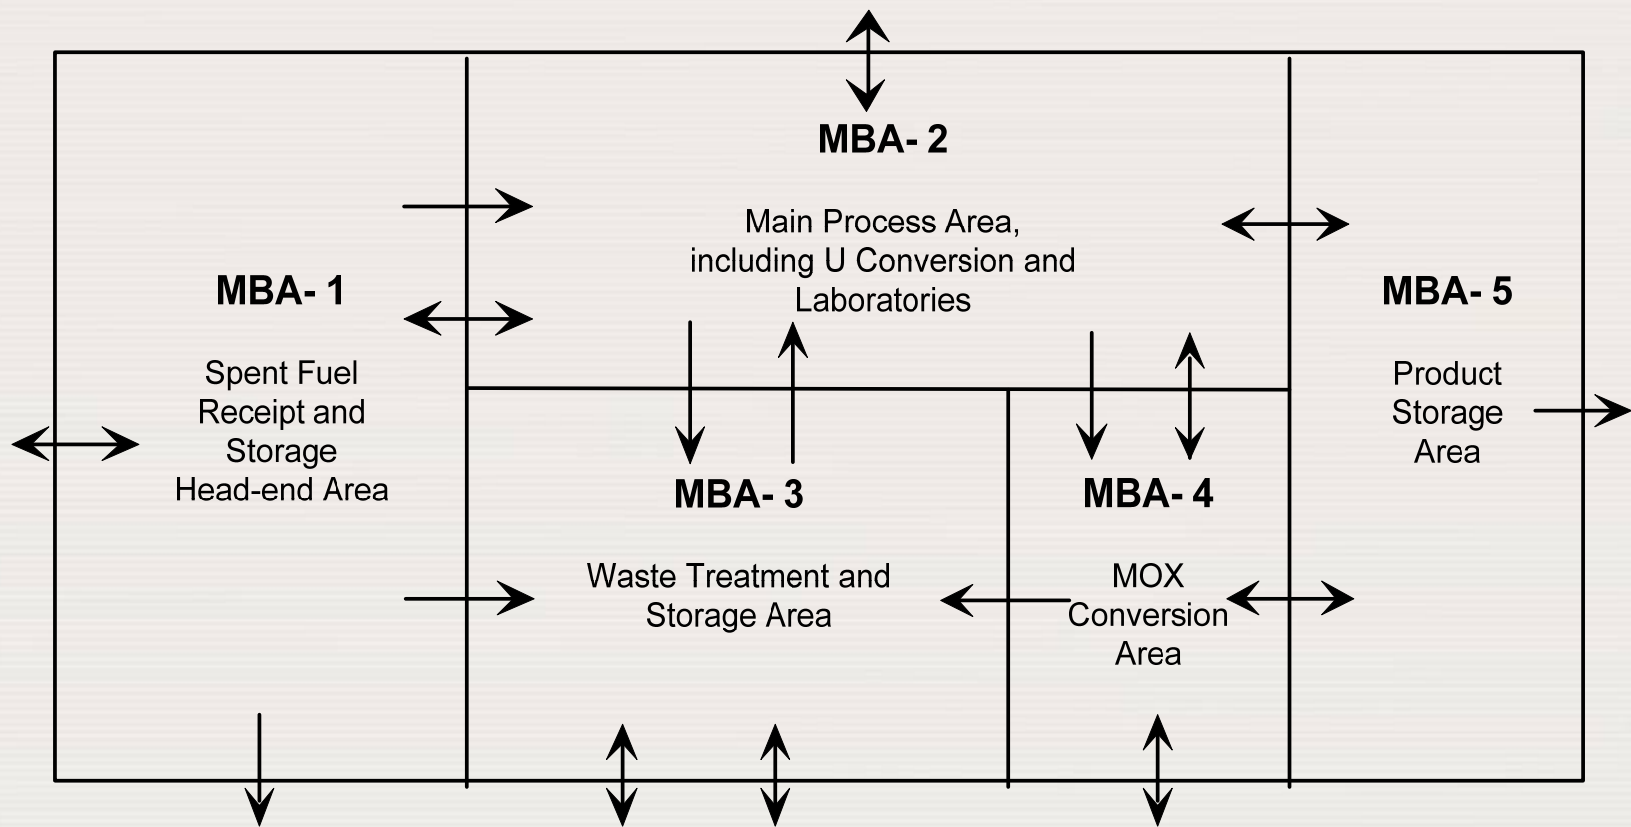 MBA- 2
Main Process Area,
including U Conversion and
Laboratories
MBA- 1
Spent Fuel
Receipt and
Storage
Head-end Area
MBA- 5
Product
Storage
Area
MBA- 3
Waste Treatment and
Storage Area
MBA- 4
MOX
Conversion
Area